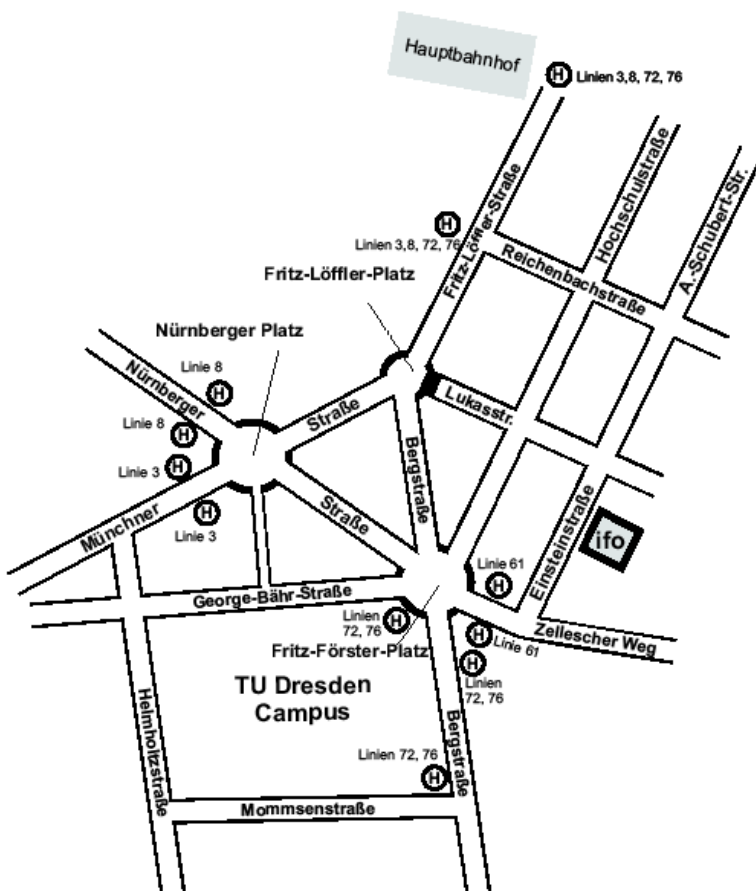 Hauptbahnhof
Linien 3,8, 72, 76
Hochschulstraße
A.-Schubert-Str.
Fritz-Löffler-Straße
Linien 3,8, 72, 76
Reichenbachstraße
Fritz-Löffler-Platz
Nürnberger Platz
Linie 8
Nürnberger
Straße
Lukasstr.
Linie 8
Linie 3
Bergstraße
Münchner
Straße
Linie 3
Einsteinstraße
ifo
Linie 61
George-Bähr-Straße
Linien
72, 76
Zellescher Weg
Linie 61
Fritz-Förster-Platz
Linien
72, 76
TU Dresden
Campus
Helmholtzstraße
Bergstraße
Linien 72, 76
Mommsenstraße
H
H
H
H
H
H
H
H
H
H
H